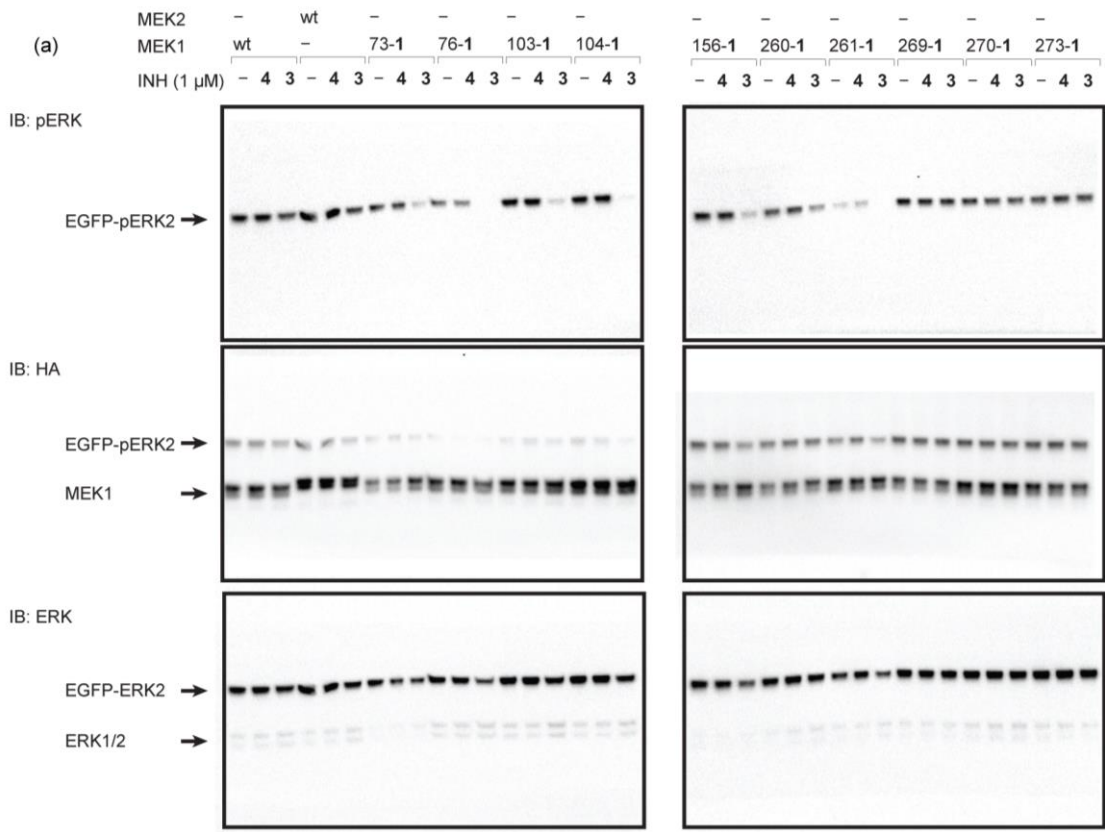 MEK2 – wt – – – – – – – – – –
(a) MEK1 wt – 73-1 76-1 103-1 104-1 156-1 260-1 261-1 269-1 270-1 273-1
INH (1 µM) – 4 3 – 4 3 – 4 3 – 4 3 – 4 3 – 4 3 – 4 3 – 4 3 – 4 3 – 4 3 – 4 3 – 4 3
IB: pERK
EGFP-pERK2
IB: HA
EGFP-pERK2
MEK1
IB: ERK
EGFP-ERK2
ERK1/2